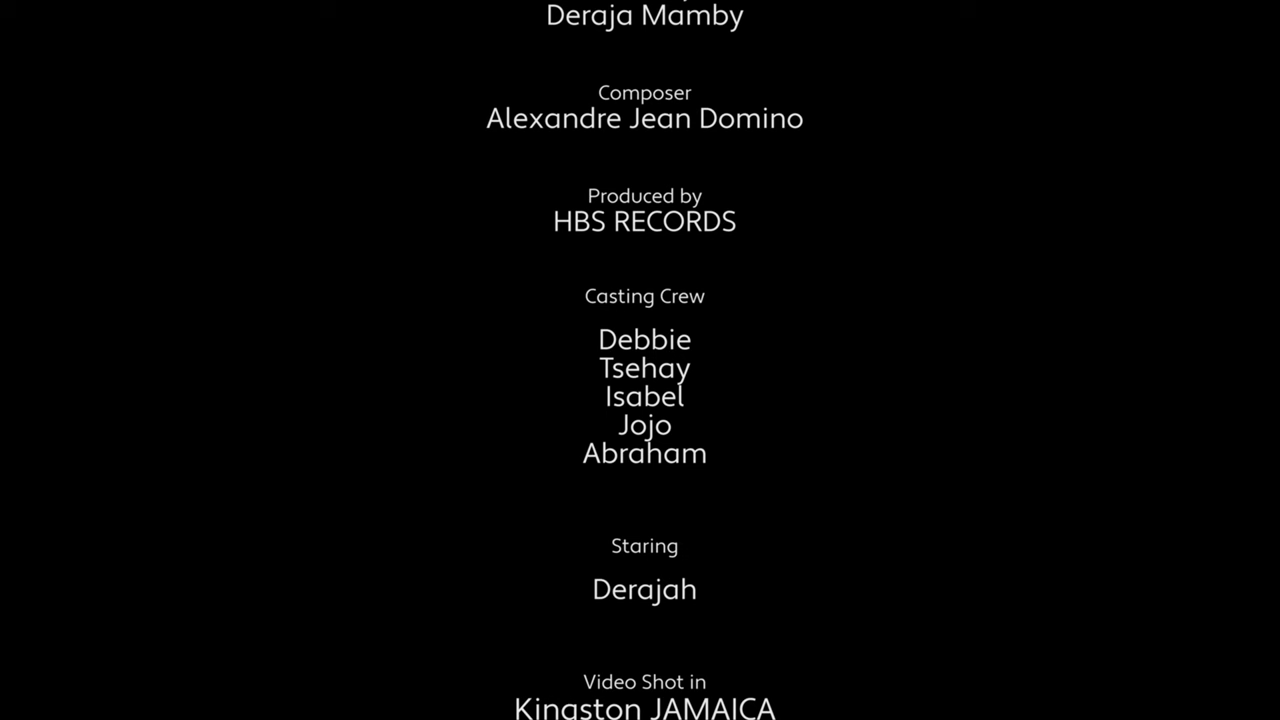 Deraja Mamby
Composer
Alexandre Jean Domino
Produced by
HBS RECORDS
Casting Crew
Debbie
Tsehay
Isabel
Jojo
Abraham
Staring
Derajah
Video Shot in
Kingston JAMAICA